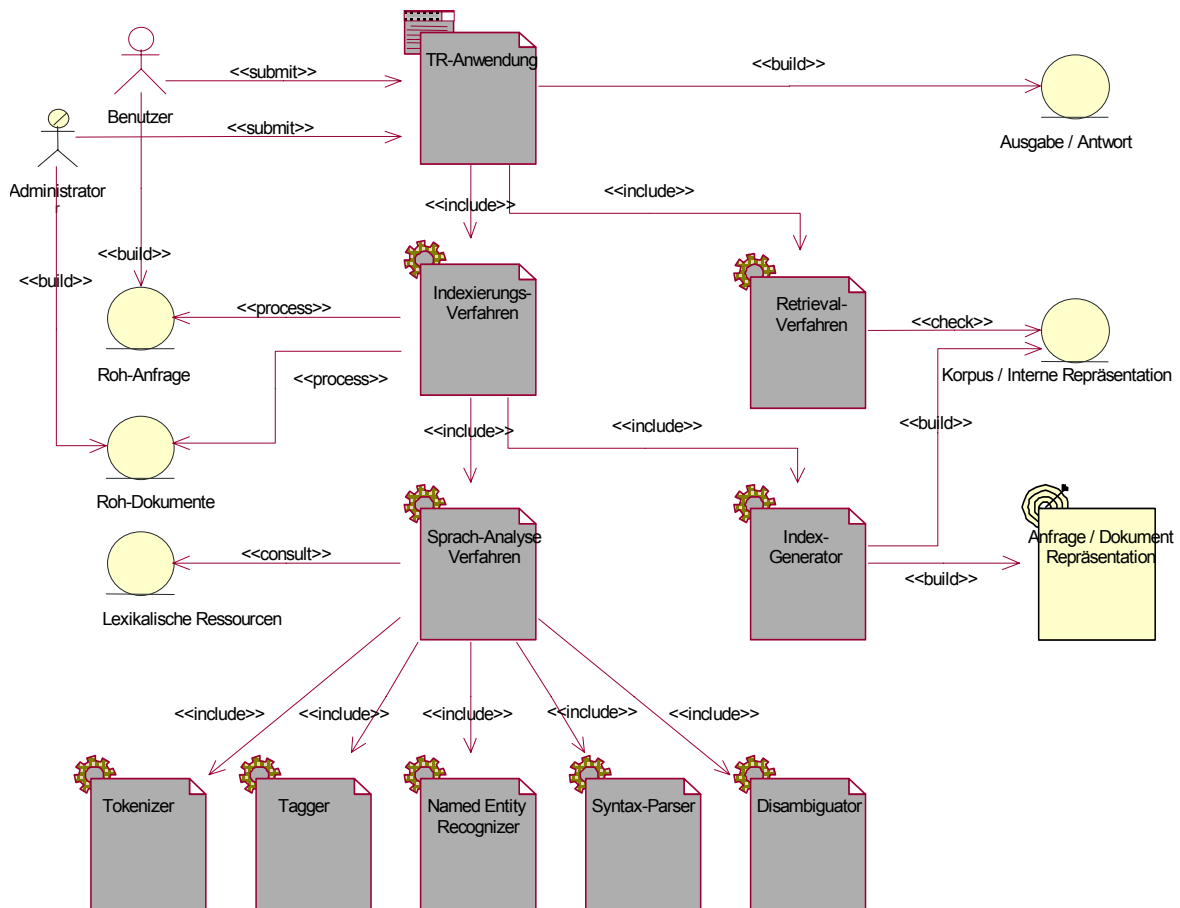 TR-Anwendung
<<submit>>
<<build>>
Benutzer
<<submit>>
Ausgabe / Antwort
Administrator
r
<<include>>
<<include>>
<<build>>
<<build>>
Indexierungs-
Verfahren
Retrieval-
Verfahren
<<process>>
<<check>>
Roh-Anfrage
<<process>>
Korpus / Interne Repräsentation
<<include>>
<<include>>
<<build>>
Roh-Dokumente
Sprach-Analyse
Verfahren
Index-
Generator
Anfrage / Dokument
Repräsentation
<<consult>>
<<build>>
Lexikalische Ressourcen
<<include>>
<<include>>
<<include>>
<<include>>
<<include>>
Tokenizer
Tagger
Named Entity
Recognizer
Syntax-Parser
Disambiguator